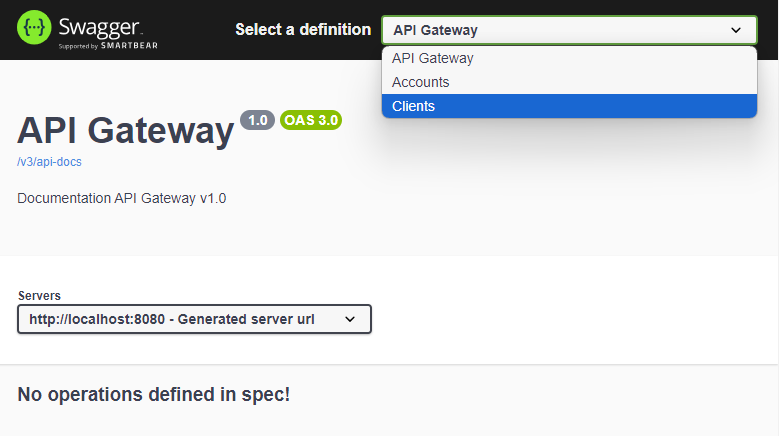 Swagger
Supported by SMARTBEAR
Select a definition
API Gateway
API Gateway
Accounts
Clients
API Gateway 1.0 OAS 3.0
/v3/api-docs
Documentation API Gateway v1.0
Servers
http://localhost:8080 - Generated server url
No operations defined in spec!